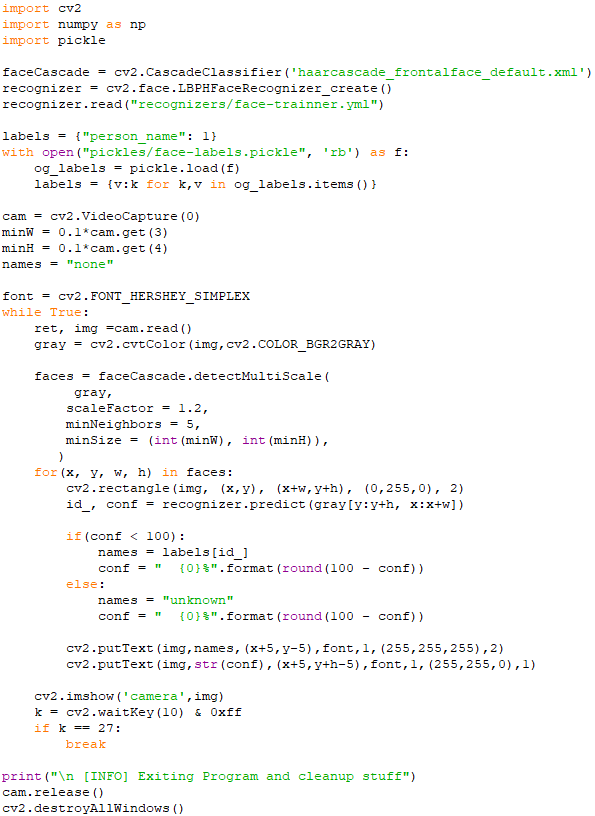 import cv2
import numpy as np
import pickle

faceCascade = cv2.CascadeClassifier('haarcascade_frontalface_default.xml')
recognizer = cv2.face.LBPHFaceRecognizer_create()
recognizer.read("recognizers/face-trainner.yml")

labels = {"person_name": 1}
with open("pickles/face-labels.pickle", 'rb') as f:
    og_labels = pickle.load(f)
    labels = {v:k for k,v in og_labels.items()}

cam = cv2.VideoCapture(0)
minW = 0.1*cam.get(3)
minH = 0.1*cam.get(4)
names = "none"

font = cv2.FONT_HERSHEY_SIMPLEX
while True:
    ret, img =cam.read()
    gray = cv2.cvtColor(img,cv2.COLOR_BGR2GRAY)

    faces = faceCascade.detectMultiScale(
         gray,
        scaleFactor = 1.2,
        minNeighbors = 5,
        minSize = (int(minW), int(minH)),
       )
    for(x, y, w, h) in faces:
        cv2.rectangle(img, (x,y), (x+w,y+h), (0,255,0), 2)
        id_, conf = recognizer.predict(gray[y:y+h, x:x+w])

        if(conf < 100):
            names = labels[id_]
            conf = "  {0}%".format(round(100 - conf))
        else:
            names = "unknown"
            conf = "  {0}%".format(round(100 - conf))

        cv2.putText(img,names,(x+5,y-5),font,1,(255,255,255),2)
        cv2.putText(img,str(conf),(x+5,y+h-5),font,1,(255,255,0),1)

    cv2.imshow('camera',img)
    k = cv2.waitKey(10) & 0xff
    if k == 27:
        break

print("\n [INFO] Exiting Program and cleanup stuff")
cam.release()
cv2.destroyAllWindows()